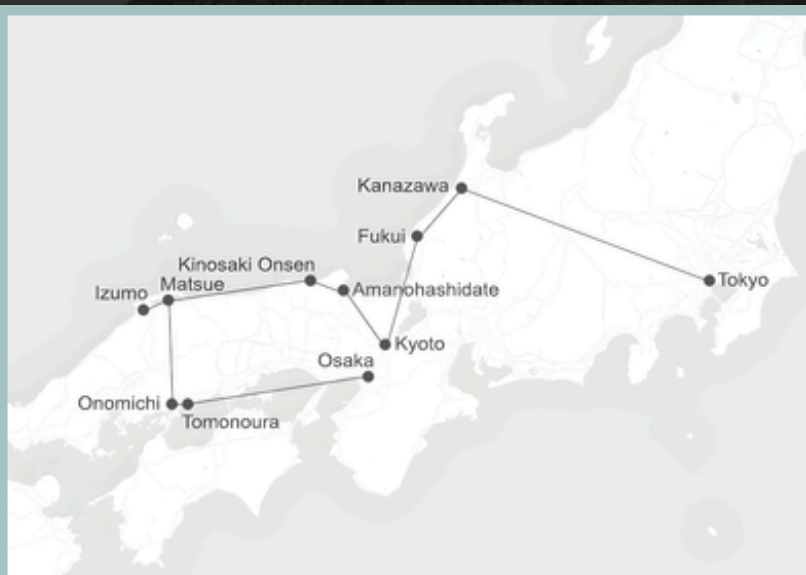 Kanazawa
Fukui
Kinosaki Onsen
Izumo
Matsue
Amanohashidate
Tokyo
Kyoto
Osaka
Onomichi
Tomonoura